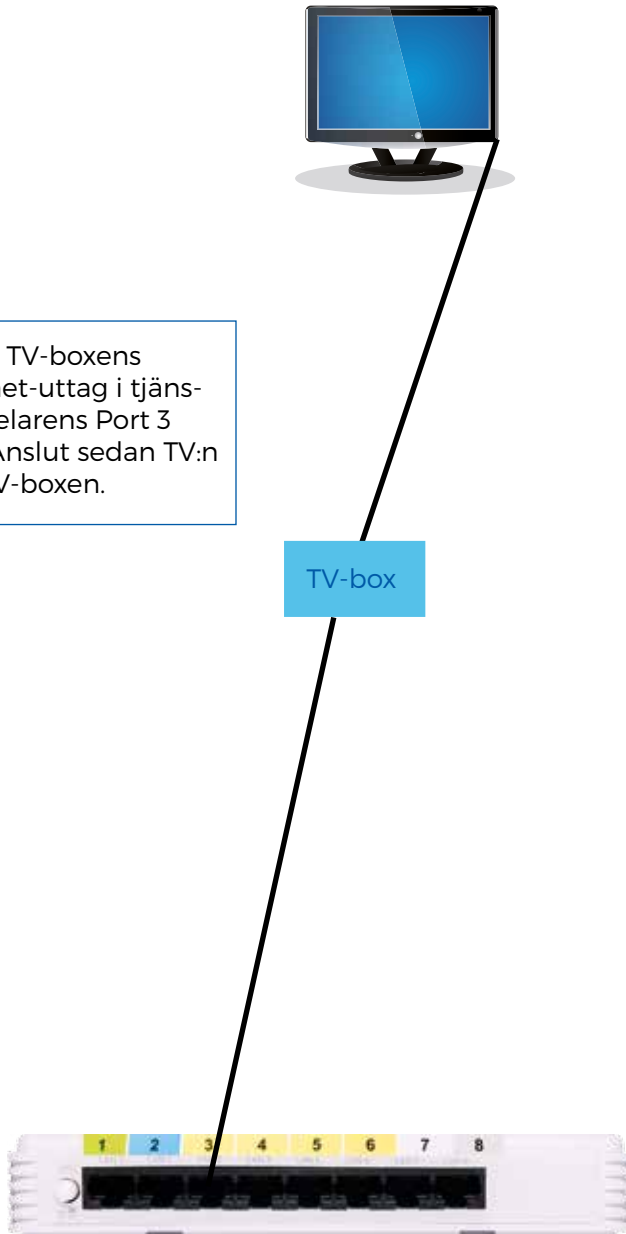 TV-boxens
et-uttag i tjäns-
elarens Port 3
Anslut sedan TV:n
V-boxen.
TV-box
1 2 3 4 5 6 7 8